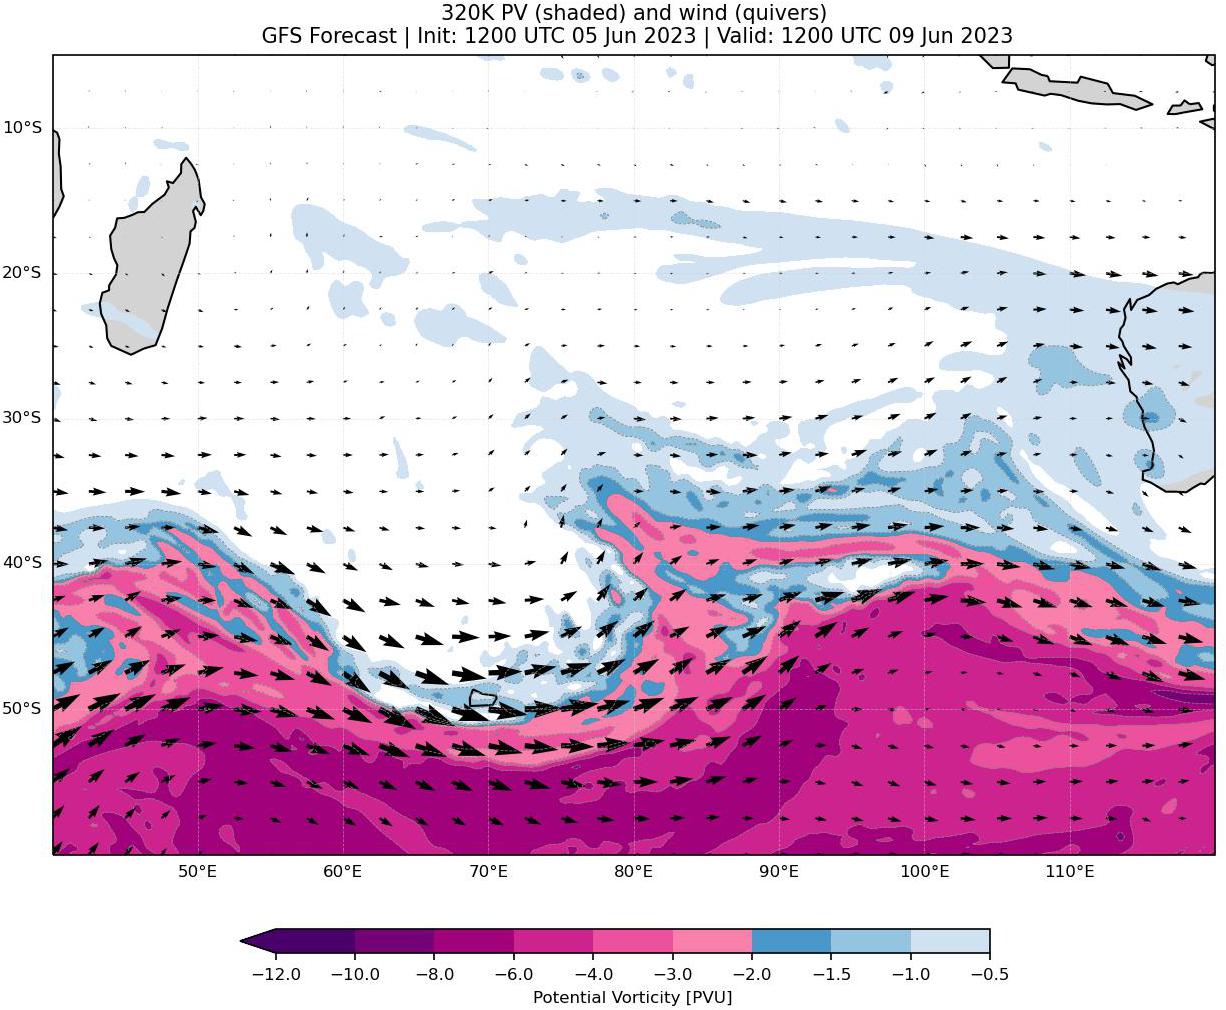 320K PV (shaded) and wind (quivers)
GFS Forecast | Init: 1200 UTC 05 Jun 2023 | Valid: 1200 UTC 09 Jun 2023
10°S
20°S
30°S
40°S
50°S
50°E 60°E 70°E 80°E 90°E 100°E 110°E
−12.0 −10.0 −8.0 −6.0 −4.0 −3.0 −2.0 −1.5 −1.0 −0.5
Potential Vorticity [PVU]